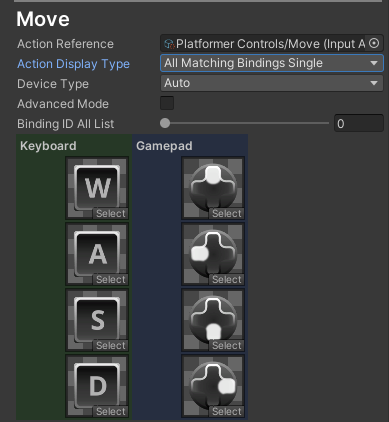 Move
Action Reference Platformer Controls/Move (Input A
Action Display Type All Matching Bindings Single
Device Type Auto
Advanced Mode
Binding ID All List 0
Keyboard Gamepad
W
Select Select
A
Select Select
S
Select Select
D
Select Select